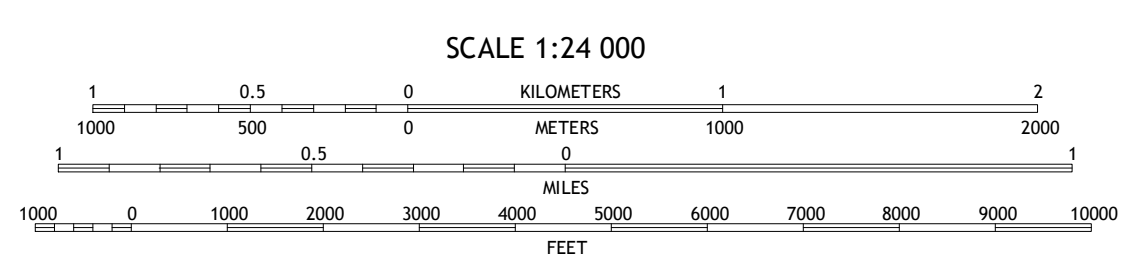 SCALE 1:24 000
1 0.5 0 KILOMETERS 1 2
1000 500 0 METERS 1000 2000
1 0.5 0 1
MILES
1000 0 1000 2000 3000 4000 5000 6000 7000 8000 9000 10000
FEET